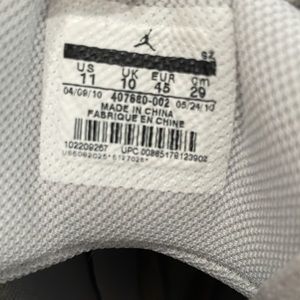 SZ
US UK EUR cm
11 10 45 29
04/09/10 407680-002 05/24/10
MADE IN CHINA
FABRIQUE EN CHINE
102209267 UPC 00885179123902